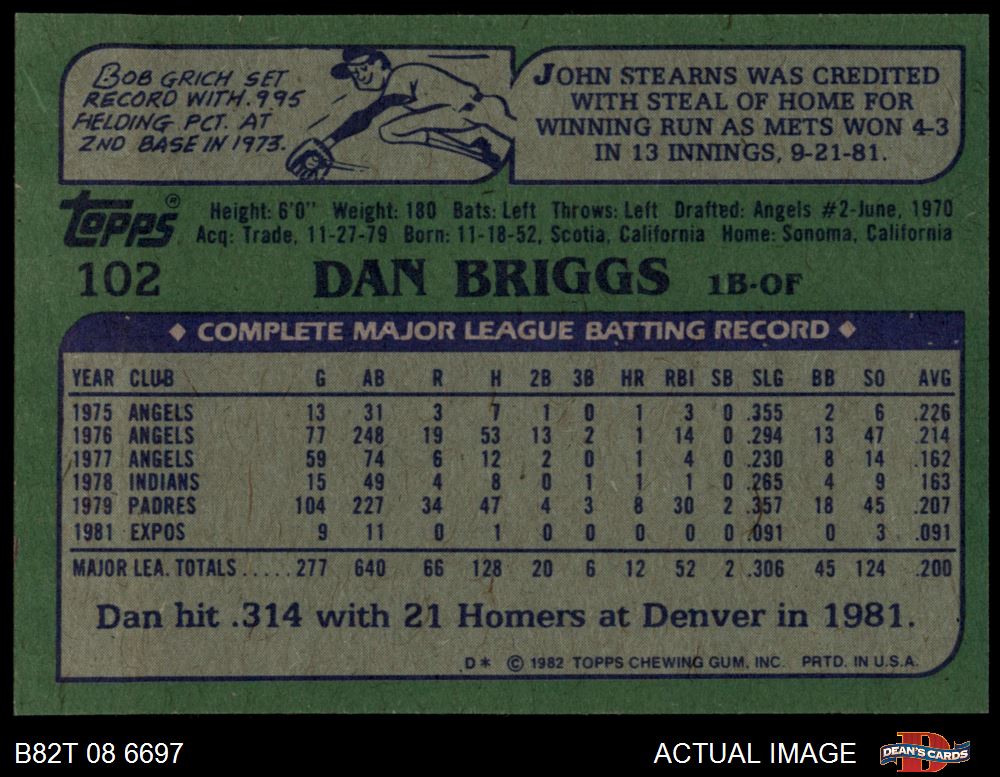 BOB GRICH SET
RECORD WITH .995
FIELDING PCT. AT
2ND BASE IN 1973.
JOHN STEARNS WAS CREDITED
WITH STEAL OF HOME FOR
WINNING RUN AS METS WON 4-3
IN 13 INNINGS, 9-21-81.
topps®
Height: 6'0" Weight: 180 Bats: Left Throws: Left Drafted: Angels #2-June, 1970
Acq: Trade, 11-27-79 Born: 11-18-52, Scotia, California Home: Sonoma, California
102 DAN BRIGGS 1B-OF
◆ COMPLETE MAJOR LEAGUE BATTING RECORD ◆
YEAR CLUB G AB R H 2B 3B HR RBI SB SLG BB SO AVG
1975 ANGELS 13 31 3 7 1 0 1 3 0 .355 2 6 .226
1976 ANGELS 77 248 19 53 13 2 1 14 0 .294 13 47 .214
1977 ANGELS 59 74 6 12 2 0 1 4 0 .230 8 14 .162
1978 INDIANS 15 49 4 8 0 1 1 1 0 .265 4 9 .163
1979 PADRES 104 227 34 47 4 3 8 30 2 .357 18 45 .207
1981 EXPOS 9 11 0 1 0 0 0 0 0 .091 0 3 .091
MAJOR LEA. TOTALS.....277 640 66 128 20 6 12 52 2 .306 45 124 .200
Dan hit .314 with 21 Homers at Denver in 1981.
D* © 1982 TOPPS CHEWING GUM, INC. PRTD. IN U.S.A.
B82T 08 6697 ACTUAL IMAGE DEAN'S CARDS